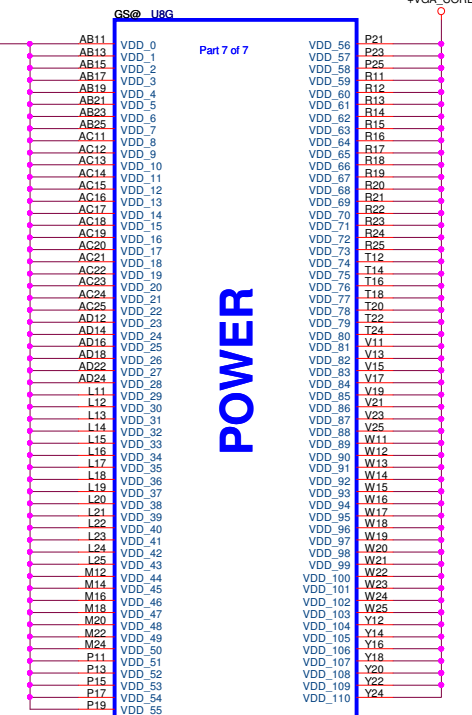 +VGA_CORE
GS@ U8G
Part 7 of 7
AB11 VDD_0 VDD_56 P21
AB13 VDD_1 VDD_57 P23
AB15 VDD_2 VDD_58 P25
AB17 VDD_3 VDD_59 R11
AB19 VDD_4 VDD_60 R12
AB21 VDD_5 VDD_61 R13
AB23 VDD_6 VDD_62 R14
AB25 VDD_7 VDD_63 R15
AC11 VDD_8 VDD_64 R16
AC12 VDD_9 VDD_65 R17
AC13 VDD_10 VDD_66 R18
AC14 VDD_11 VDD_67 R19
AC15 VDD_12 VDD_68 R20
AC16 VDD_13 VDD_69 R21
AC17 VDD_14 VDD_70 R22
AC18 VDD_15 VDD_71 R23
AC19 VDD_16 VDD_72 R24
AC20 VDD_17 VDD_73 R25
AC21 VDD_18 VDD_74 T12
AC22 VDD_19 VDD_75 T14
AC23 VDD_20 VDD_76 T16
AC24 VDD_21 VDD_77 T18
AC25 VDD_22 VDD_78 T20
AD12 VDD_23 VDD_79 T22
AD14 VDD_24 VDD_80 T24
AD16 VDD_25 VDD_81 V11
AD18 VDD_26 VDD_82 V13
AD22 VDD_27 VDD_83 V15
AD24 VDD_28 VDD_84 V17
L11 VDD_29 VDD_85 V19
L12 VDD_30 VDD_86 V21
L13 VDD_31 VDD_87 V23
L14 VDD_32 VDD_88 V25
L15 VDD_33 VDD_89 W11
L16 VDD_34 VDD_90 W12
L17 VDD_35 VDD_91 W13
L18 VDD_36 VDD_92 W14
L19 VDD_37 VDD_93 W15
L20 VDD_38 VDD_94 W16
L21 VDD_39 VDD_95 W17
L22 VDD_40 VDD_96 W18
L23 VDD_41 VDD_97 W19
L24 VDD_42 VDD_98 W20
L25 VDD_43 VDD_99 W21
M12 VDD_44 VDD_100 W22
M14 VDD_45 VDD_101 W23
M16 VDD_46 VDD_102 W24
M18 VDD_47 VDD_103 W25
M20 VDD_48 VDD_104 Y12
M22 VDD_49 VDD_105 Y14
M24 VDD_50 VDD_106 Y16
P11 VDD_51 VDD_107 Y18
P13 VDD_52 VDD_108 Y20
P15 VDD_53 VDD_109 Y22
P17 VDD_54 VDD_110 Y24
P19 VDD_55
POWER